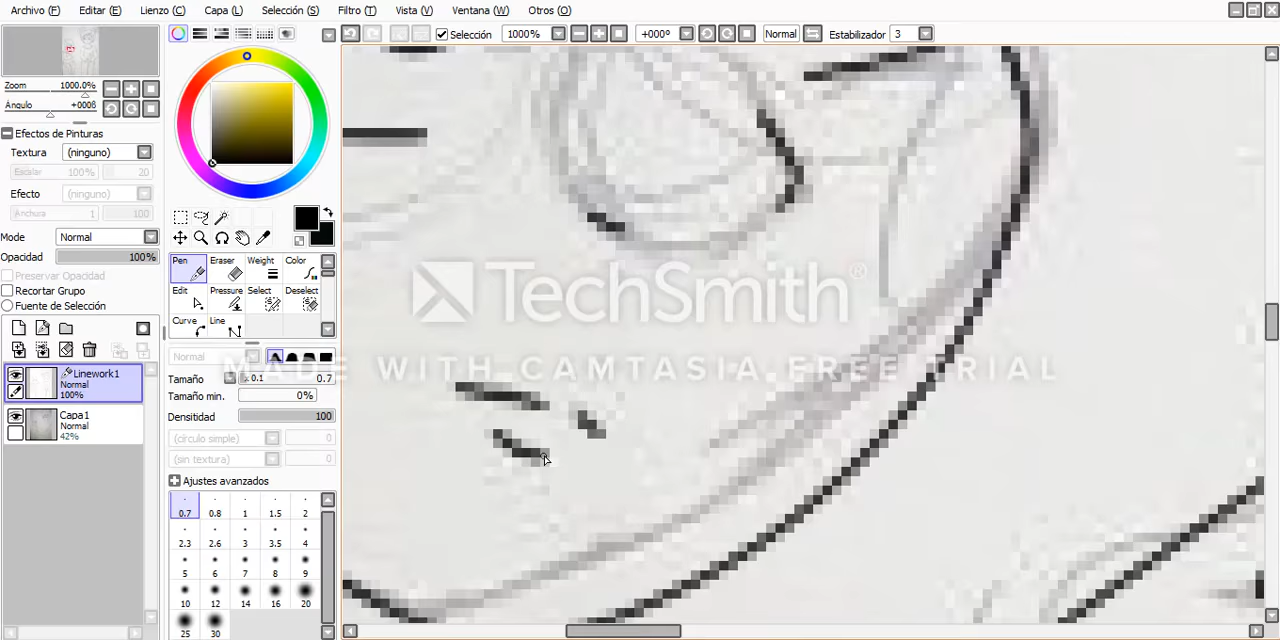 Archivo (F) Editar (E) Lienzo (C) Capa (L) Selección (S) Filtro (T) Vista (V) Ventana (W) Otros (O)
Selección 1000% +000º Normal Estabilizador 3
Zoom 1000.0%
Ángulo +000ß
Efectos de Pinturas
Textura (ninguno)
Escalar 100% 20
Efecto (ninguno)
Anchura 1 100
Mode Normal
Opacidad 100%
Preservar Opacidad
Recortar Grupo
Fuente de Selección
Linework1
Normal
100%
Capa1
Normal
42%
Pen Eraser Weight Color
Edit Pressure Select Deselect
Curve Line
Normal
Tamaño x 0.1 0.7
Tamaño min. 0%
Densidad 100
(círculo simple) 0
(sin textura) 0
Ajustes avanzados
0.7 0.8 1 1.5 2
2.3 2.6 3 3.5 4
5 6 7 8 9
10 12 14 16 20
25 30
TechSmith®
MADE WITH CAMTASIA FREE TRIAL